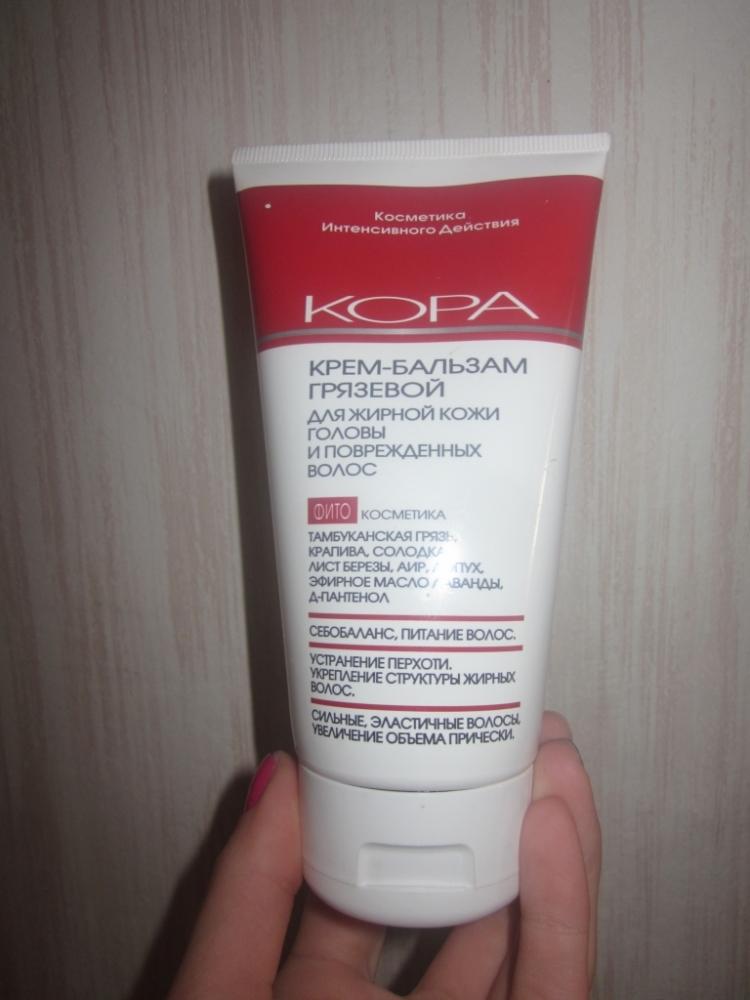 Косметика
Интенсивного Действия
КОРА
КРЕМ-БАЛЬЗАМ
ГРЯЗЕВОЙ
ДЛЯ ЖИРНОЙ КОЖИ
ГОЛОВЫ
И ПОВРЕЖДЕННЫХ
ВОЛОС
ФИТО КОСМЕТИКА
ТАМБУКАНСКАЯ ГРЯЗЬ,
КРАПИВА, СОЛОДКА,
ЛИСТ БЕРЕЗЫ, АИР,
ЭФИРНОЕ МАСЛО ЛАВАНДЫ,
Д-ПАНТЕНОЛ
СЕБОБАЛАНС, ПИТАНИЕ ВОЛОС.
УСТРАНЕНИЕ ПЕРХОТИ.
УКРЕПЛЕНИЕ СТРУКТУРЫ ЖИРНЫХ
ВОЛОС.
СИЛЬНЫЕ, ЭЛАСТИЧНЫЕ ВОЛОСЫ,
УВЕЛИЧЕНИЕ ОБЪЕМА ПРИЧЕСКИ.